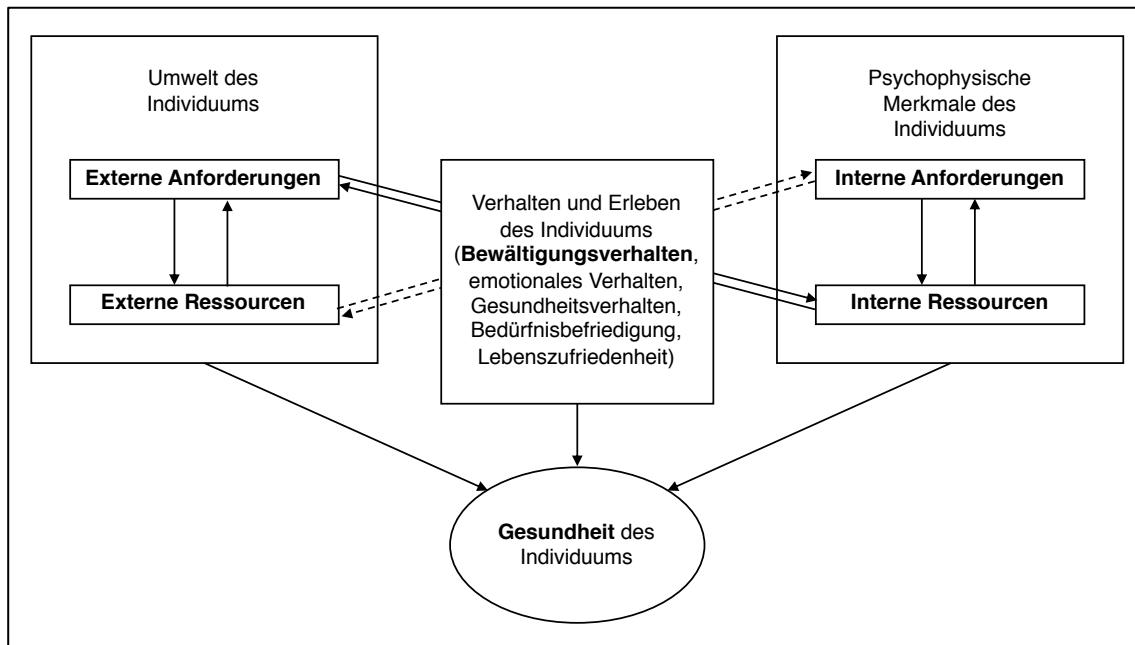 Umwelt des
Individuums
Externe Anforderungen
Externe Ressourcen
Verhalten und Erleben
des Individuums
(Bewältigungsverhalten,
emotionales Verhalten,
Gesundheitsverhalten,
Bedürfnisbefriedigung,
Lebenszufriedenheit)
Psychophysische
Merkmale des
Individuums
Interne Anforderungen
Interne Ressourcen
Gesundheit des
Individuums